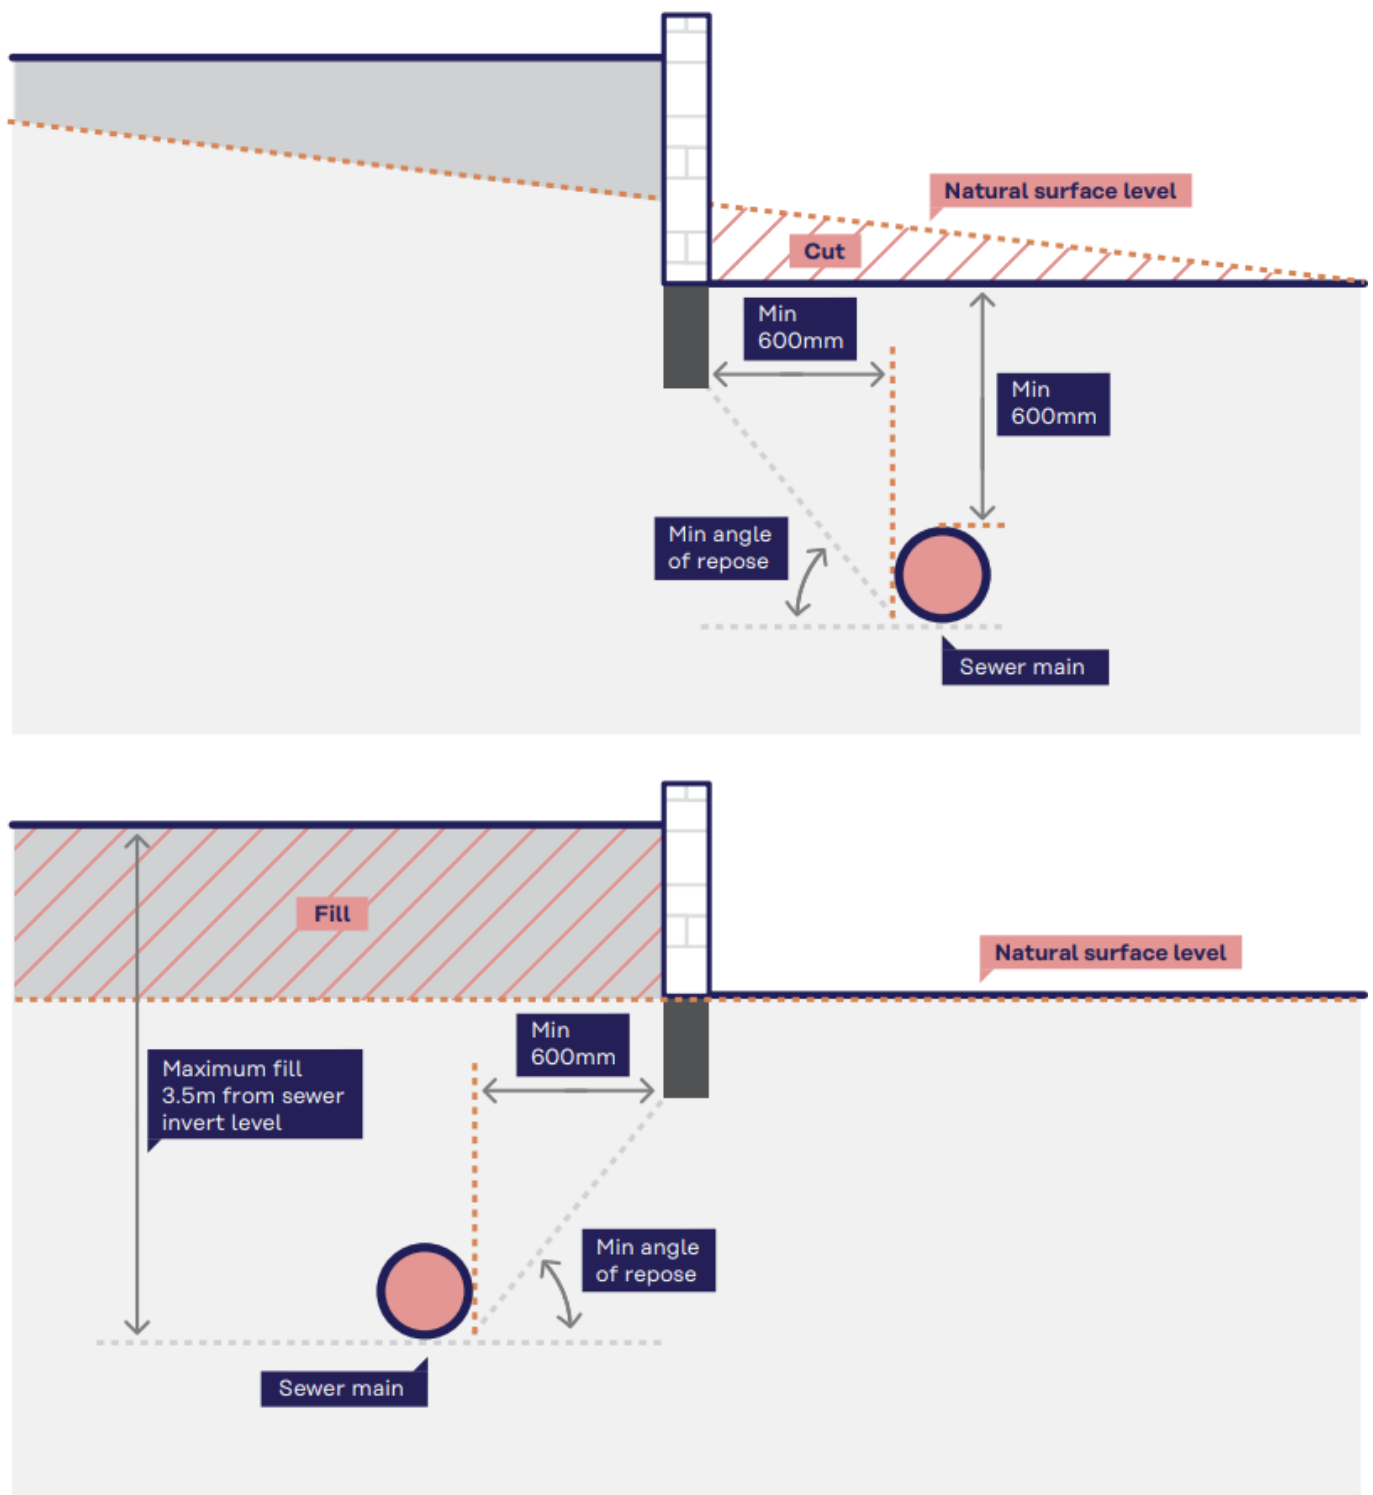 Natural surface level
Cut
Min
600mm
Min
600mm
Min angle
of repose
Sewer main
Fill
Natural surface level
Min
600mm
Maximum fill
3.5m from sewer
invert level
Min angle
of repose
Sewer main